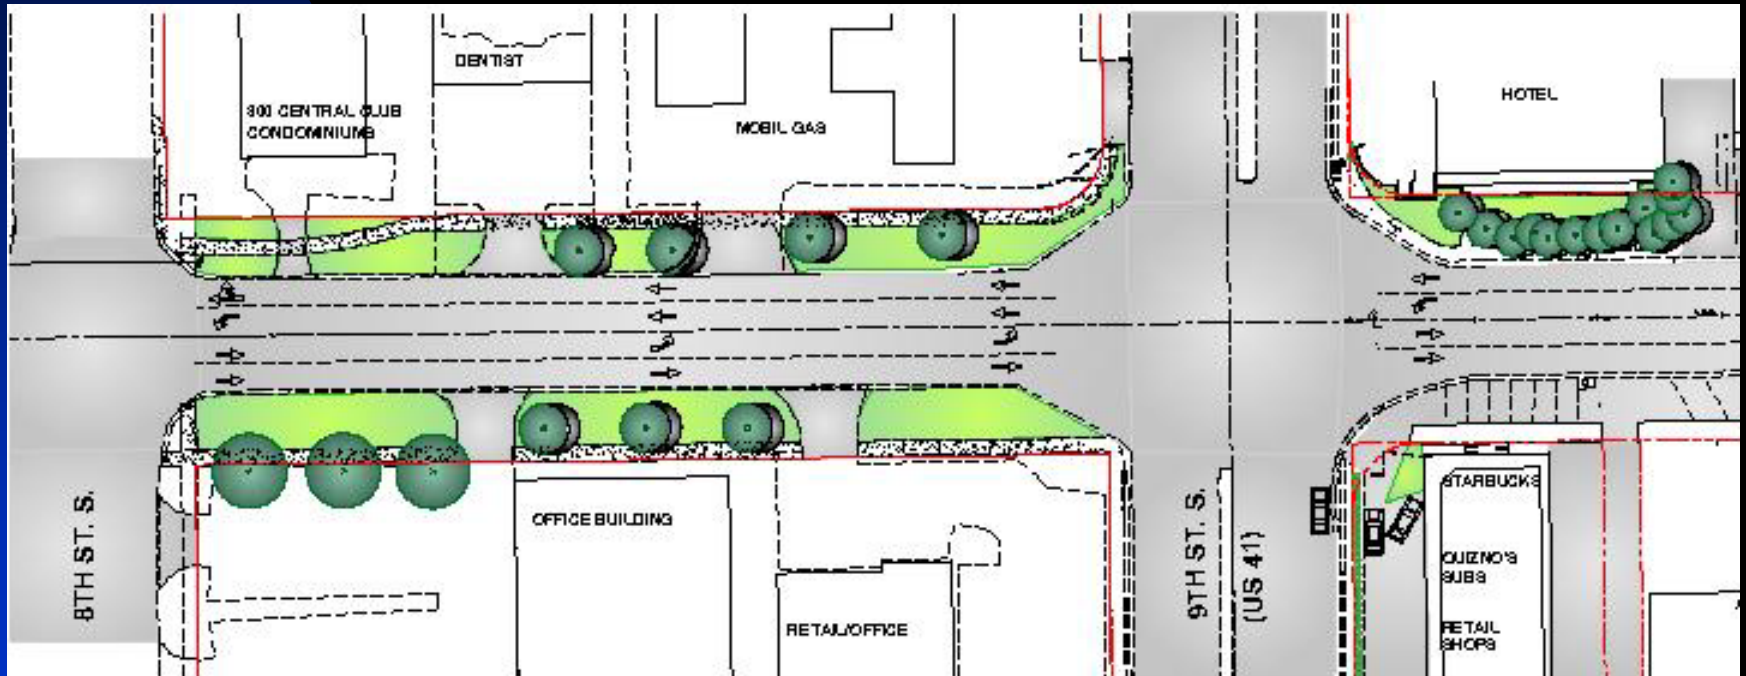 DENTIST
800 CENTRAL CLUB
CONDOMINIUMS
MOBIL GAS
HOTEL
8TH ST. S.
OFFICE BUILDING
RETAIL/OFFICE
9TH ST. S.
(US 41)
STARBUCKS
QUIZNO'S
SUBS
RETAIL
SHOPS